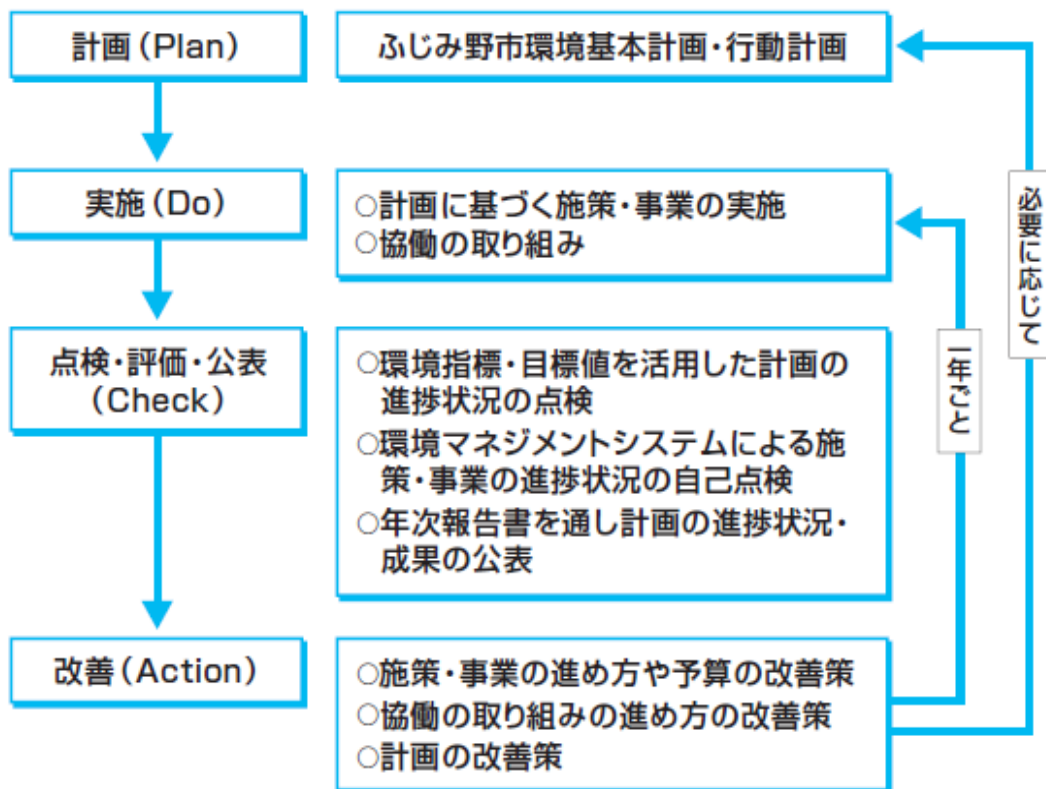 計画(Plan)
ふじみ野市環境基本計画・行動計画
実施(Do)
○計画に基づく施策・事業の実施
○協働の取り組み
点検・評価・公表
(Check)
○環境指標・目標値を活用した計画の
進捗状況の点検
○環境マネジメントシステムによる施
策・事業の進捗状況の自己点検
○年次報告書を通し計画の進捗状況・
成果の公表
改善(Action)
○施策・事業の進め方や予算の改善策
○協働の取り組みの進め方の改善策
○計画の改善策
一年ごと
必要に応じて